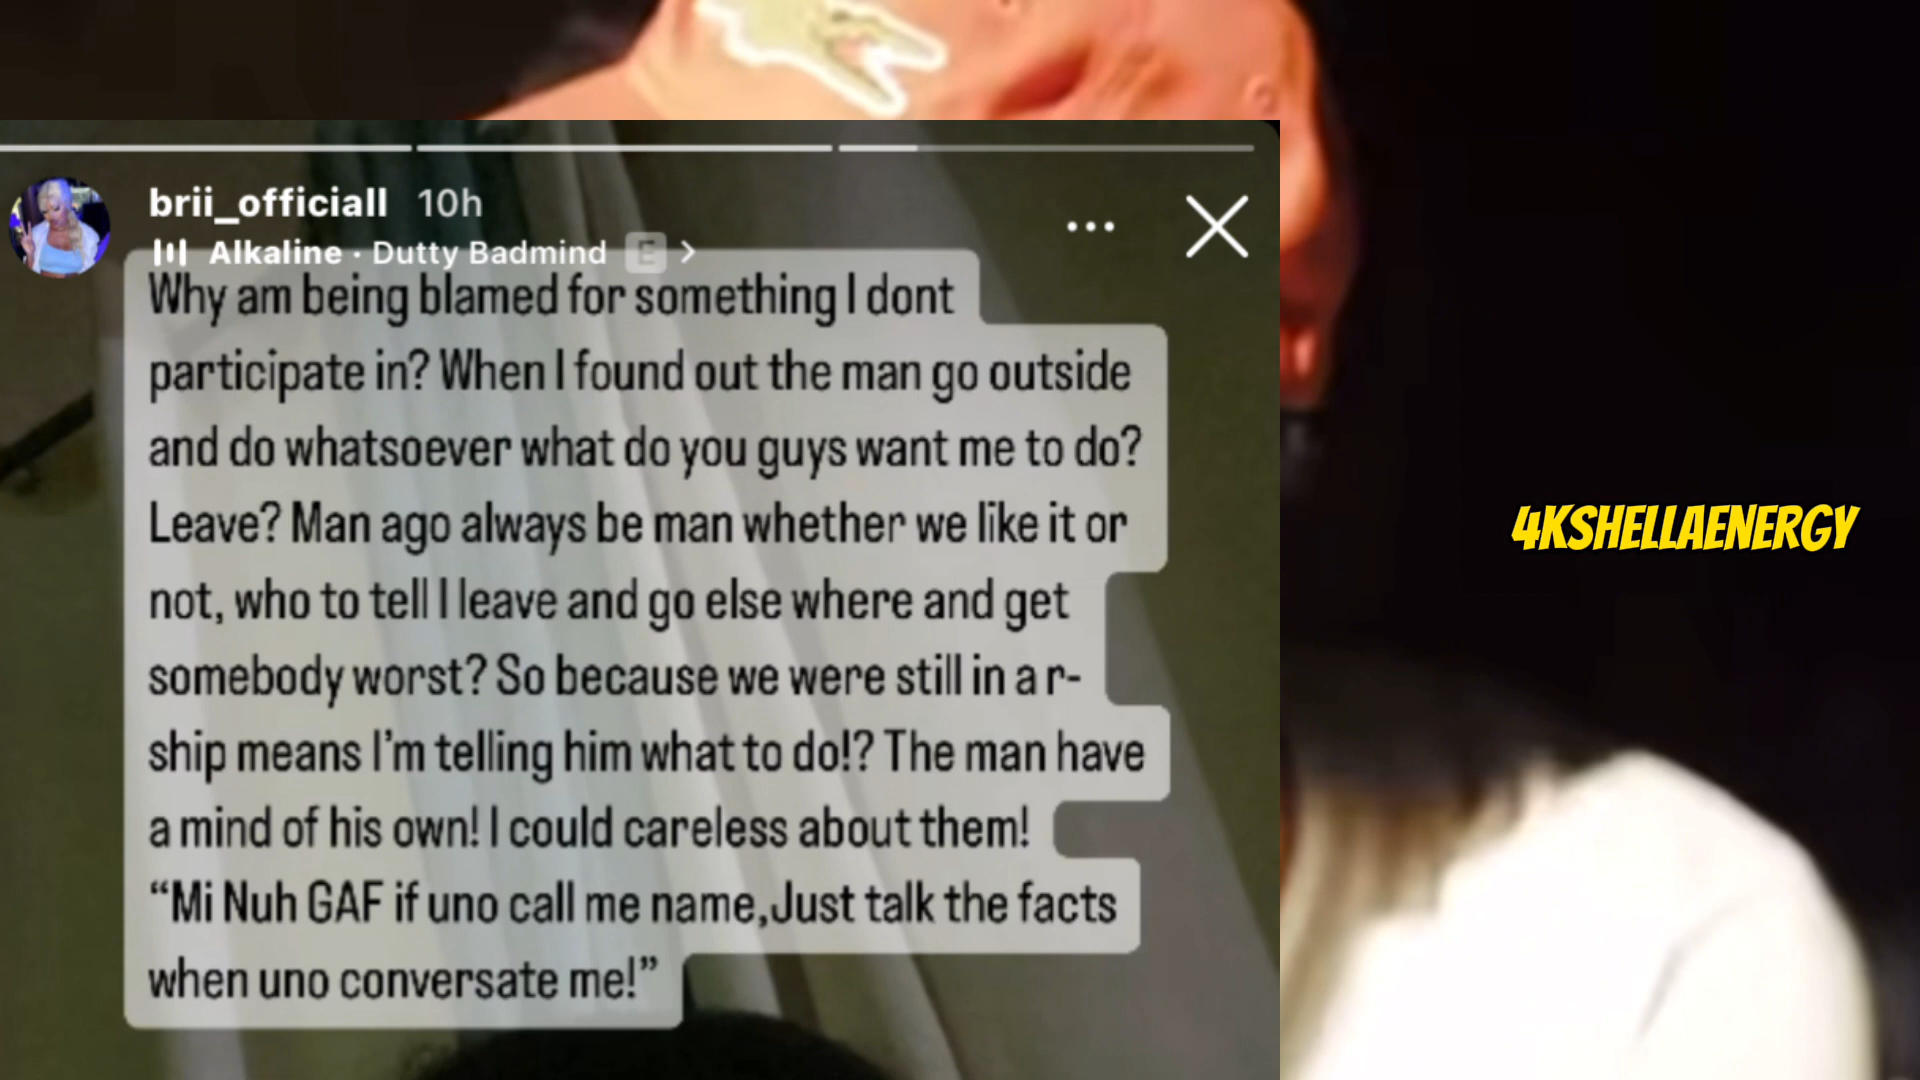 brii_officiall 10h
Alkaline · Dutty Badmind E
Why am being blamed for something I dont
participate in? When I found out the man go outside
and do whatsoever what do you guys want me to do?
Leave? Man ago always be man whether we like it or
not, who to tell I leave and go else where and get
somebody worst? So because we were still in a r-
ship means I'm telling him what to do!? The man have
a mind of his own! I could careless about them!
“Mi Nuh GAF if uno call me name,Just talk the facts
when uno conversate me!”
4KSHELLAENERGY